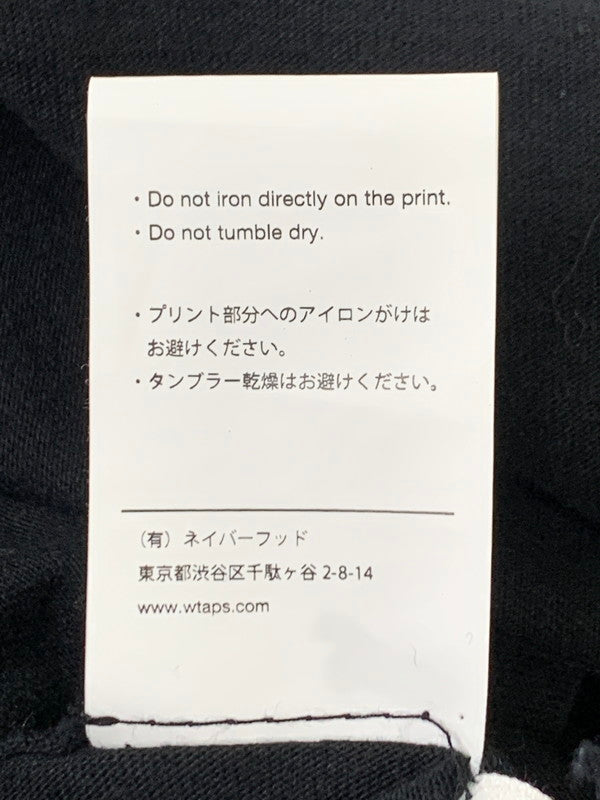 ・Do not iron directly on the print.
・Do not tumble dry.
・プリント部分へのアイロンがけは
お避けください。
・タンブラー乾燥はお避けください。
（有）ネイバーフッド
東京都渋谷区千駄ヶ谷 2-8-14
www.wtaps.com